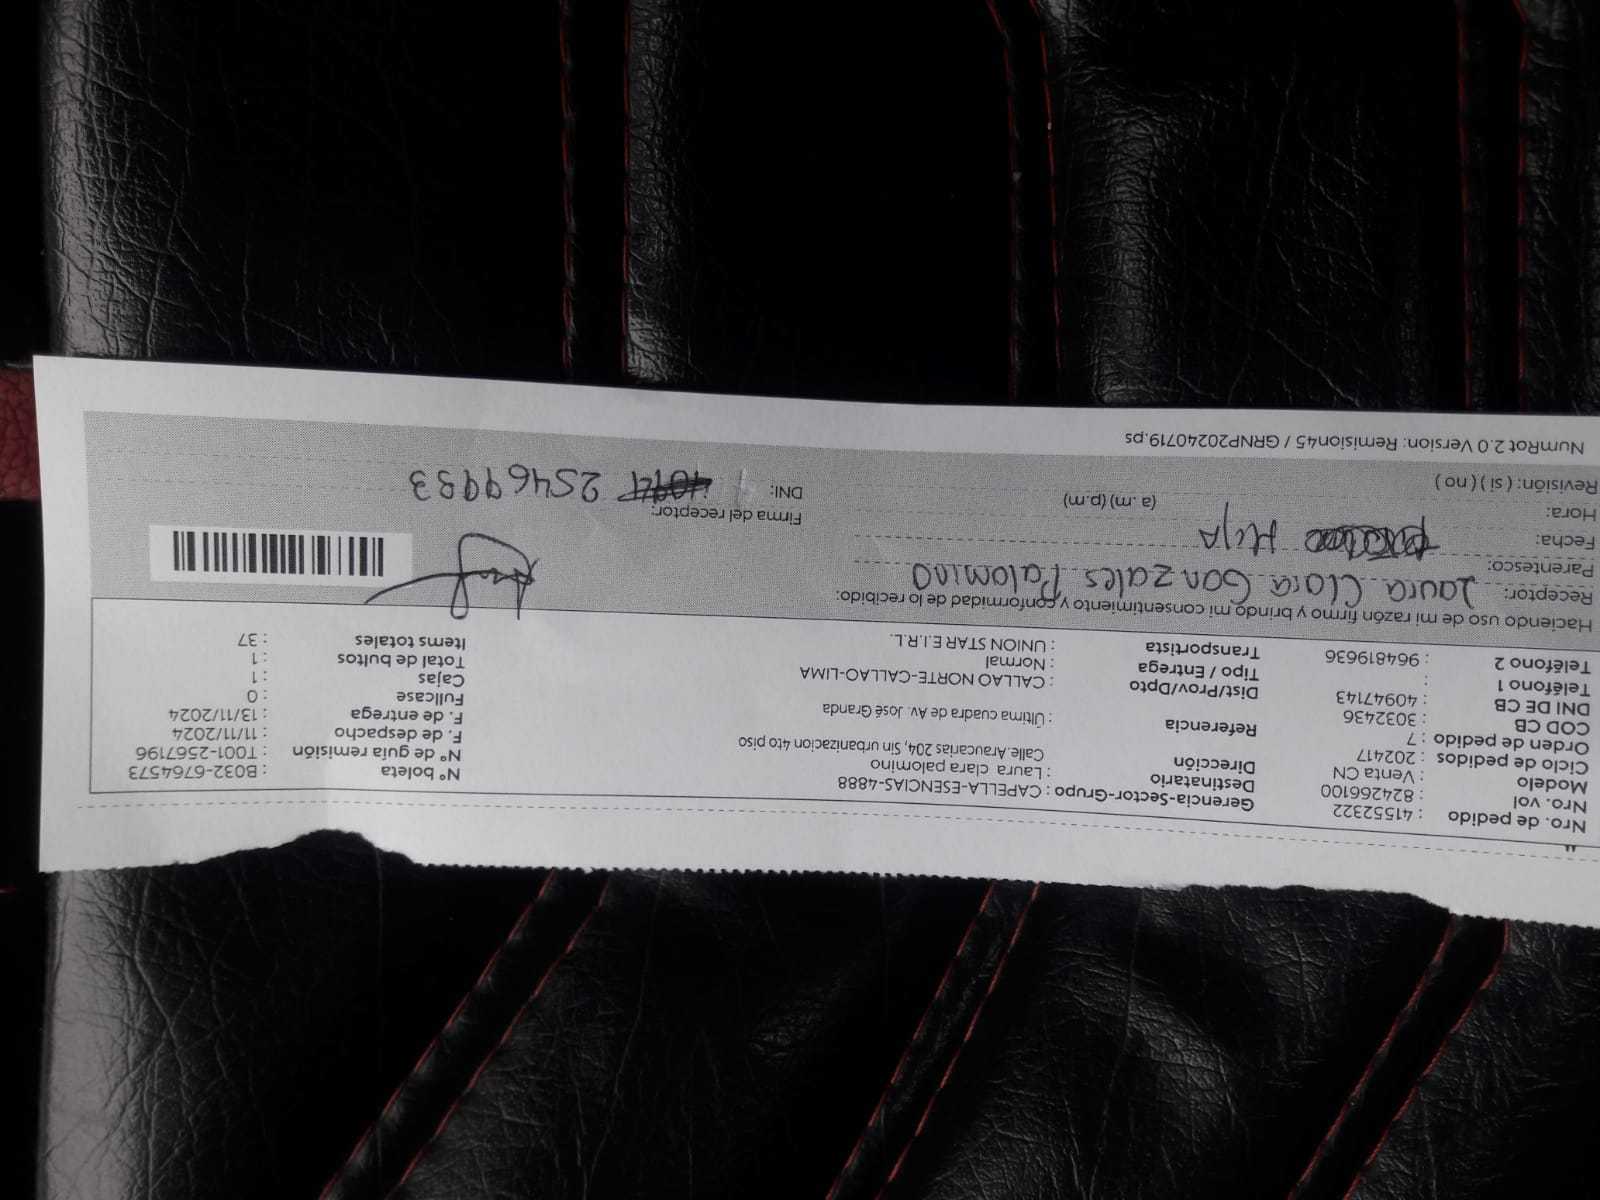 Nro. de pedido : 41552322 Gerencia-Sector-Grupo : CAPELLA-ESENCIAS-4888 N° boleta : B032-6764573
Nro. vol : 824266100 Destinatario : Laura clara palomino N° de guía remisión : T001-2567196
Modelo : Venta CN Dirección Calle.Araucarias 204, Sin urbanizacion 4to piso F. de despacho : 11/11/2024
Ciclo de pedidos : 202417 Referencia : Última cuadra de Av. José Granda F. de entrega : 13/11/2024
Orden de pedido : 7 Dist/Prov/Dpto : CALLAO NORTE-CALLAO-LIMA Fullcase : 0
COD CB : 3032436 Tipo / Entrega : Normal Cajas : 1
DNI DE CB : 40947143 Transportista : UNION STAR E.I.R.L. Total de bultos : 1
Teléfono 1 : Items totales : 37
Teléfono 2 : 964819636
Haciendo uso de mi razón firmo y brindo mi consentimiento y conformidad de lo recibido:
Receptor: Laura Clara Gonzales Palomino
Parentesco:
Fecha: HijA
Hora: (a.m) (p.m)
Revisión: ( si ) ( no )
Firma del receptor:
DNI: 25469933
NumRot 2.0 Version: Remision45 / GRNP20240719.ps